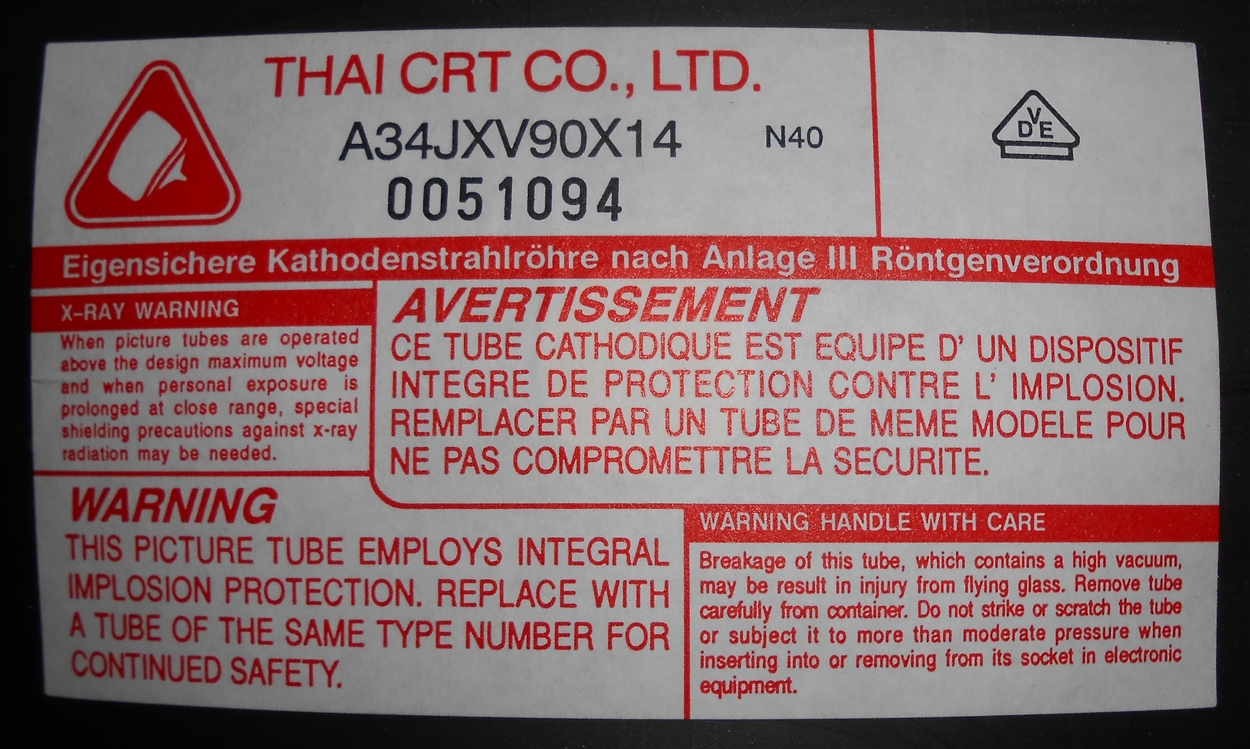 THAI CRT CO., LTD.
A34JXV90X14 N40
0051094
VDE
Eigensichere Kathodenstrahlröhre nach Anlage III Röntgenverordnung
X-RAY WARNING
When picture tubes are operated
above the design maximum voltage
and when personal exposure is
prolonged at close range, special
shielding precautions against x-ray
radiation may be needed.
AVERTISSEMENT
CE TUBE CATHODIQUE EST EQUIPE D' UN DISPOSITIF
INTEGRE DE PROTECTION CONTRE L' IMPLOSION.
REMPLACER PAR UN TUBE DE MEME MODELE POUR
NE PAS COMPROMETTRE LA SECURITE.
WARNING
THIS PICTURE TUBE EMPLOYS INTEGRAL
IMPLOSION PROTECTION. REPLACE WITH
A TUBE OF THE SAME TYPE NUMBER FOR
CONTINUED SAFETY.
WARNING HANDLE WITH CARE
Breakage of this tube, which contains a high vacuum,
may be result in injury from flying glass. Remove tube
carefully from container. Do not strike or scratch the tube
or subject it to more than moderate pressure when
inserting into or removing from its socket in electronic
equipment.